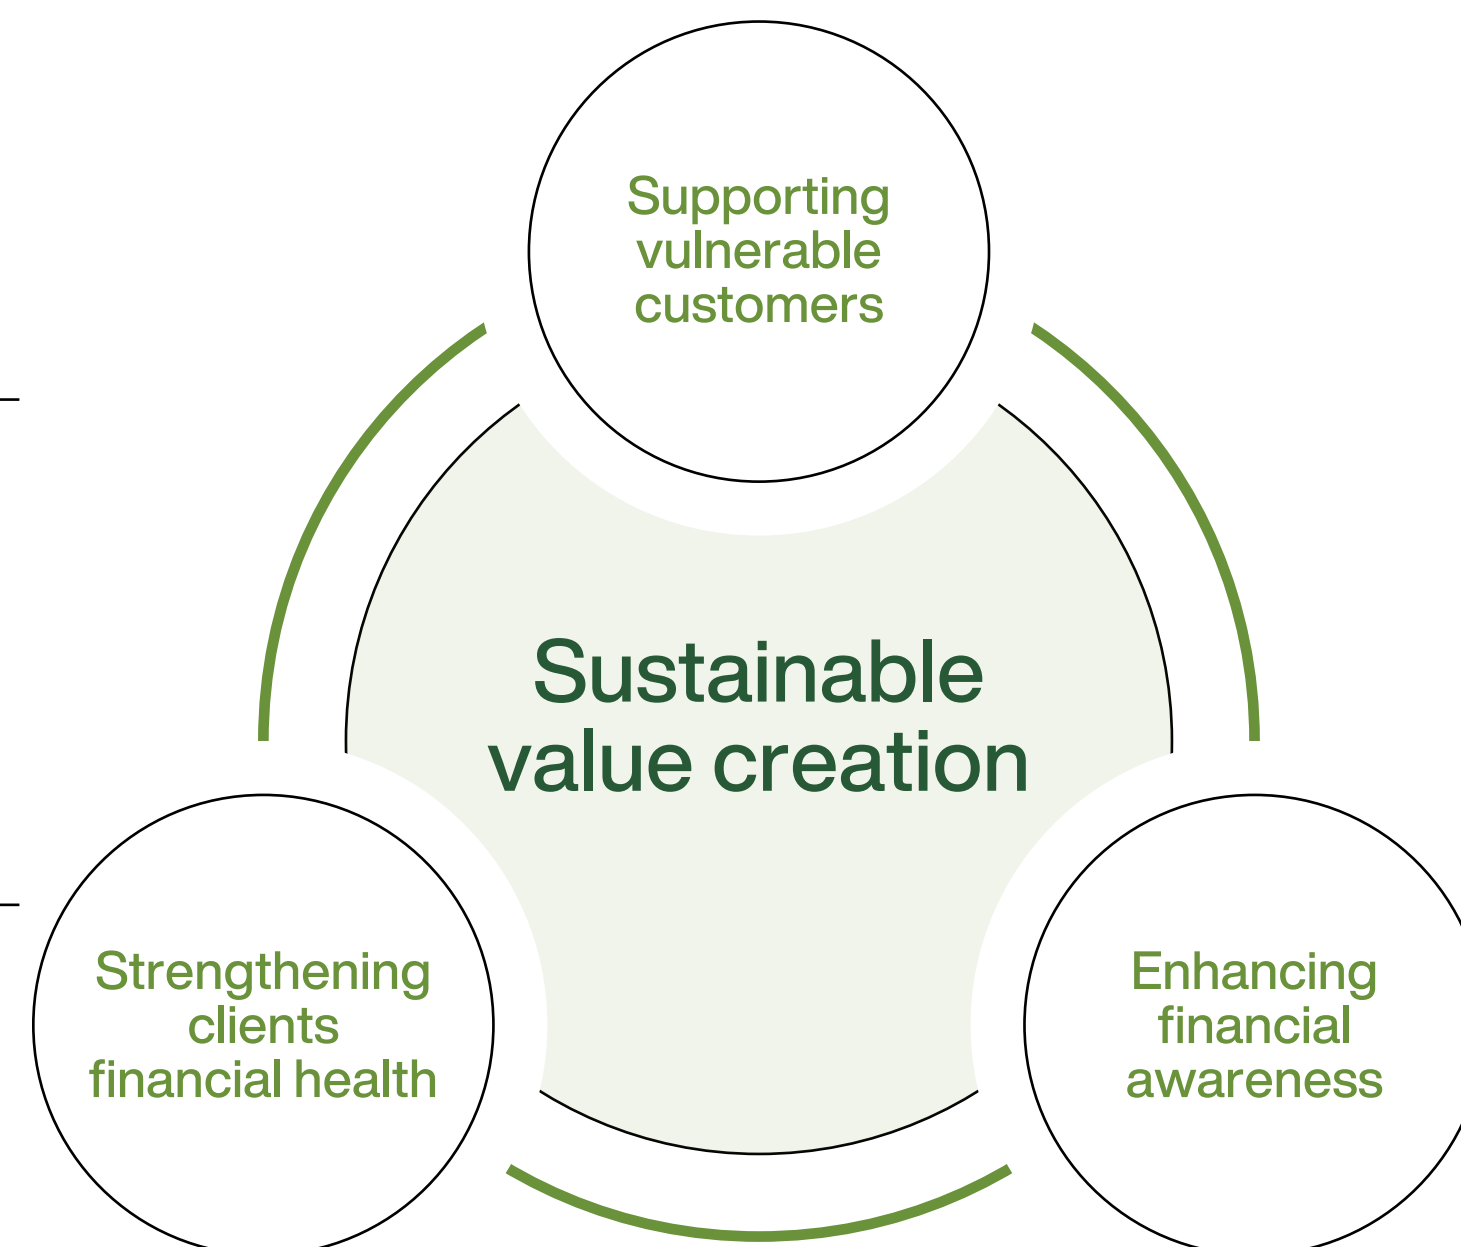 Supporting
vulnerable
customers
Sustainable
value creation
Strengthening
clients
financial health
Enhancing
financial
awareness